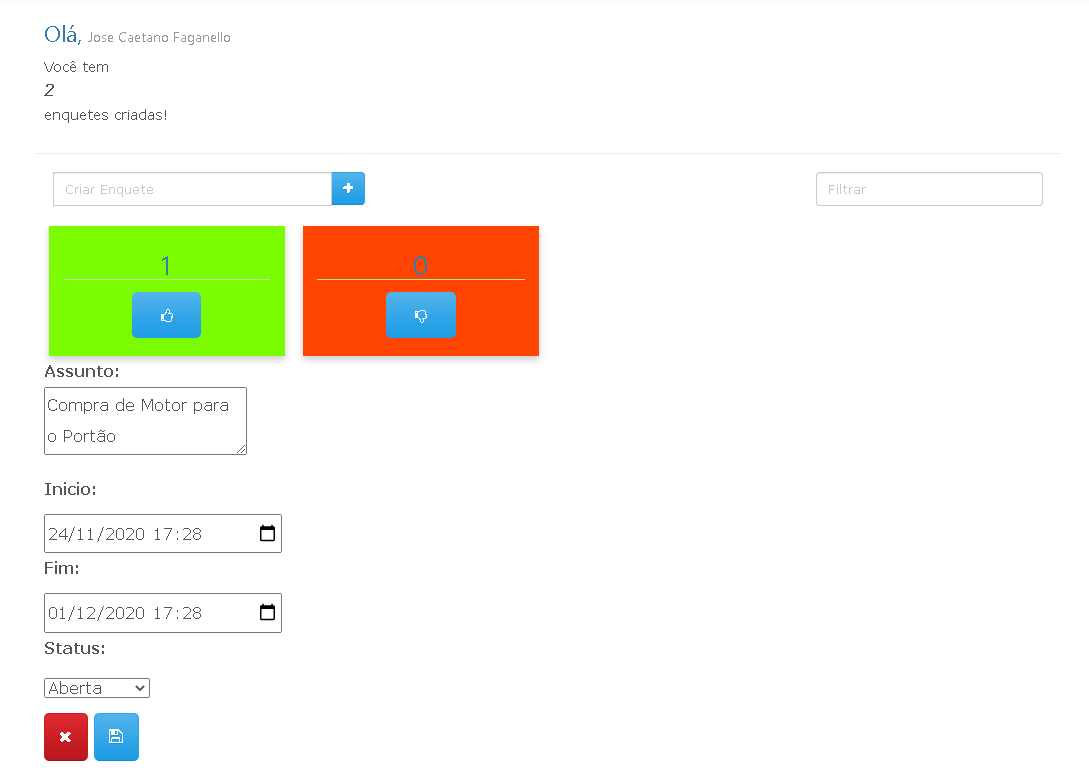 Olá, Jose Caetano Faganello
Você tem
2
enquetes criadas!
Criar Enquete
Filtrar
1
0
Assunto:
Compra de Motor para
o Portão
Inicio:
24/11/2020 17:28
Fim:
01/12/2020 17:28
Status:
Aberta